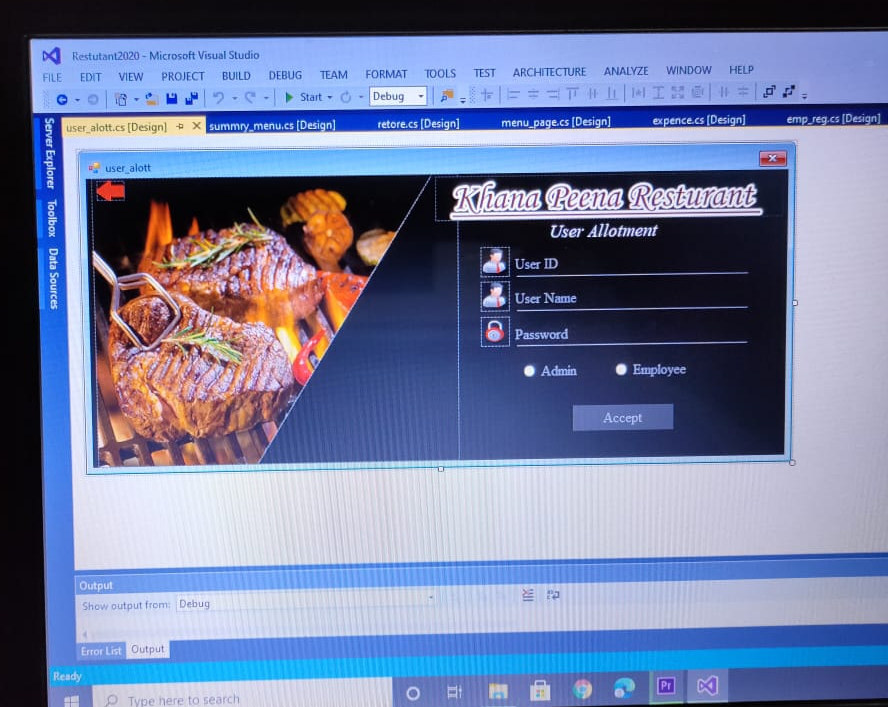 Restutant2020 - Microsoft Visual Studio
FILE EDIT VIEW PROJECT BUILD DEBUG TEAM FORMAT TOOLS TEST ARCHITECTURE ANALYZE WINDOW HELP
Start Debug
user_alott.cs [Design] summry_menu.cs [Design] retore.cs [Design] menu_page.cs [Design] expence.cs [Design] emp_reg.cs [Design]
Server Explorer
Toolbox
Data Sources
user_alott
Khana Peena Resturant
User Allotment
User ID
User Name
Password
Admin Employee
Accept
Output
Show output from: Debug
Error List Output
Ready
Type here to search
Pr